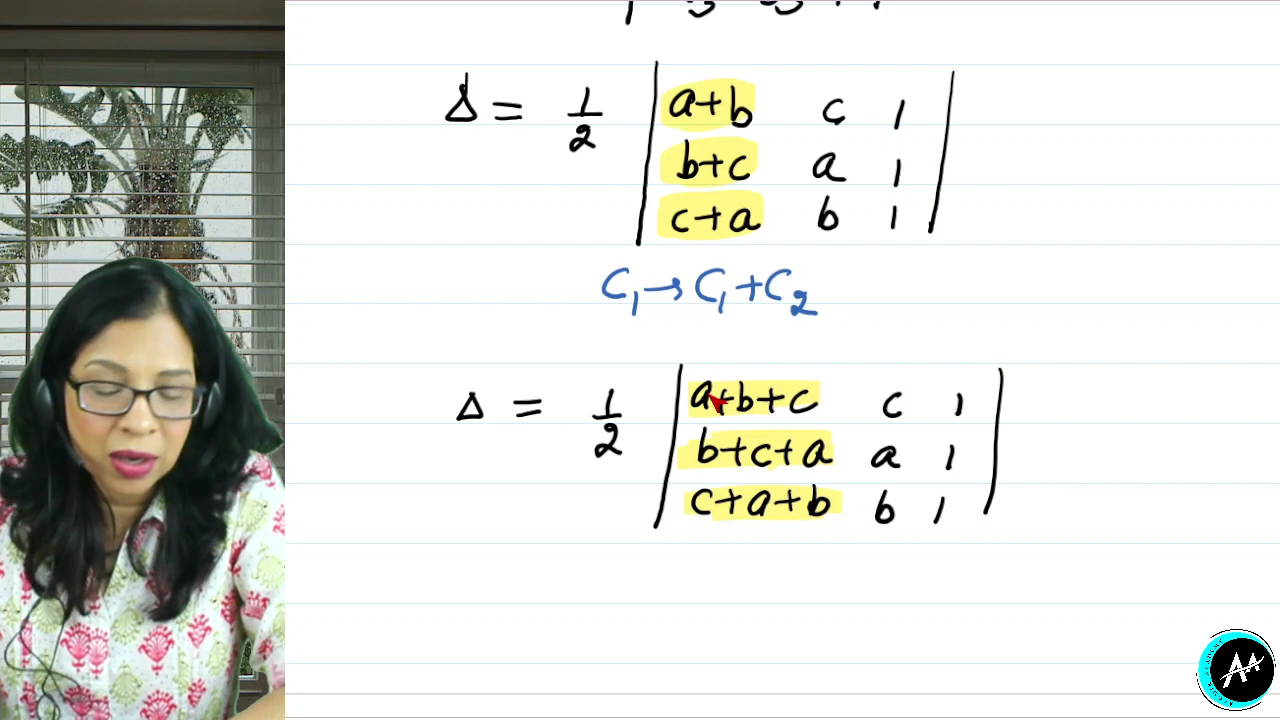 Δ = 1/2 | a+b c 1 |
| b+c a 1 |
| c+a b 1 |
C₁→C₁+C₂
Δ = 1/2 | a+b+c c 1 |
| b+c+a a 1 |
| c+a+b b 1 |
A+